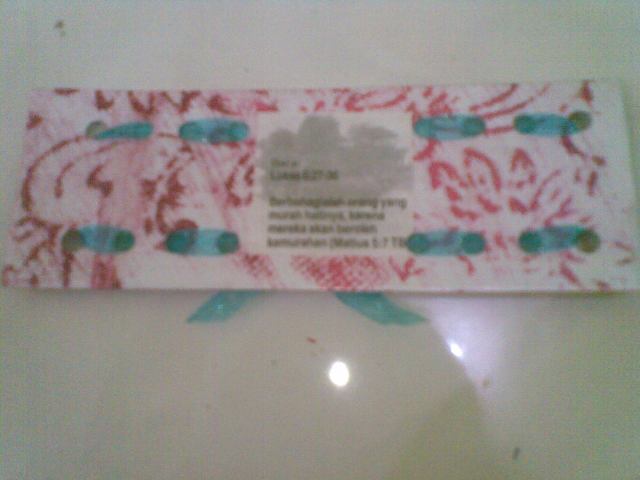 Lukas 6:27-36
Berbahagialah orang yang
murah hatinya, karena
mereka akan beroleh
kemurahan (Matius 5:7 TB)